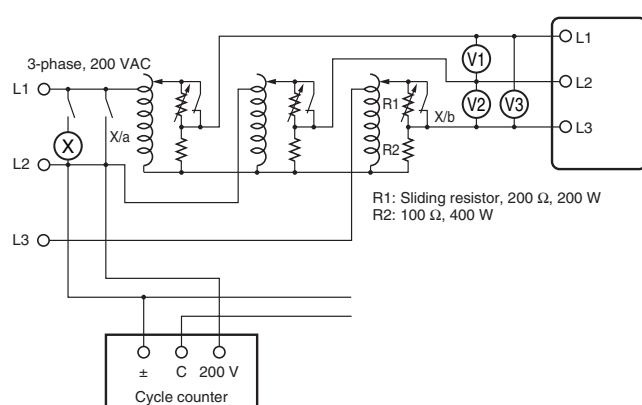 3-phase, 200 VAC
L1
L2
L3
X
X/a
R1
R2
X/b
V1
V2
V3
L1
L2
L3
R1: Sliding resistor, 200 Ω, 200 W
R2: 100 Ω, 400 W
± C 200 V
Cycle counter